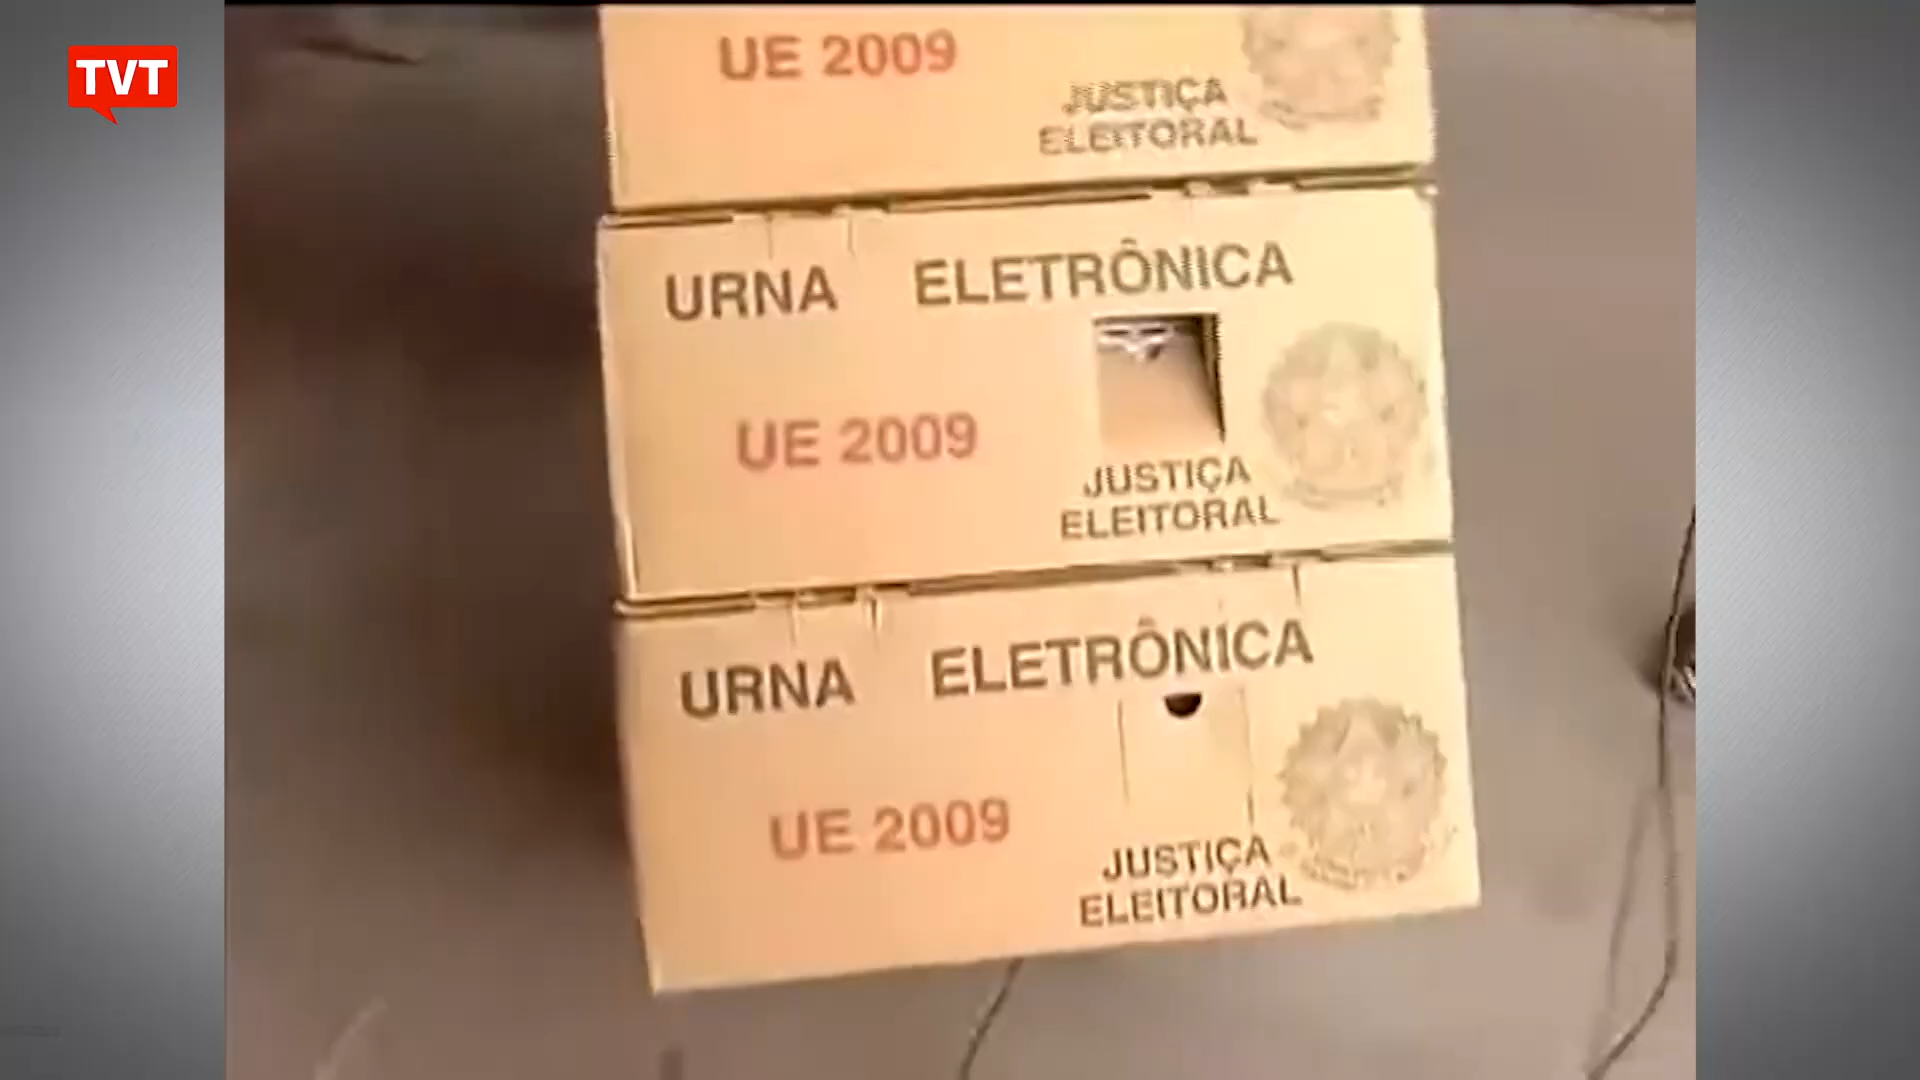 TVT
UE 2009
JUSTIÇA
ELEITORAL
URNA ELETRÔNICA
UE 2009
JUSTIÇA
ELEITORAL
URNA ELETRÔNICA
UE 2009
JUSTIÇA
ELEITORAL